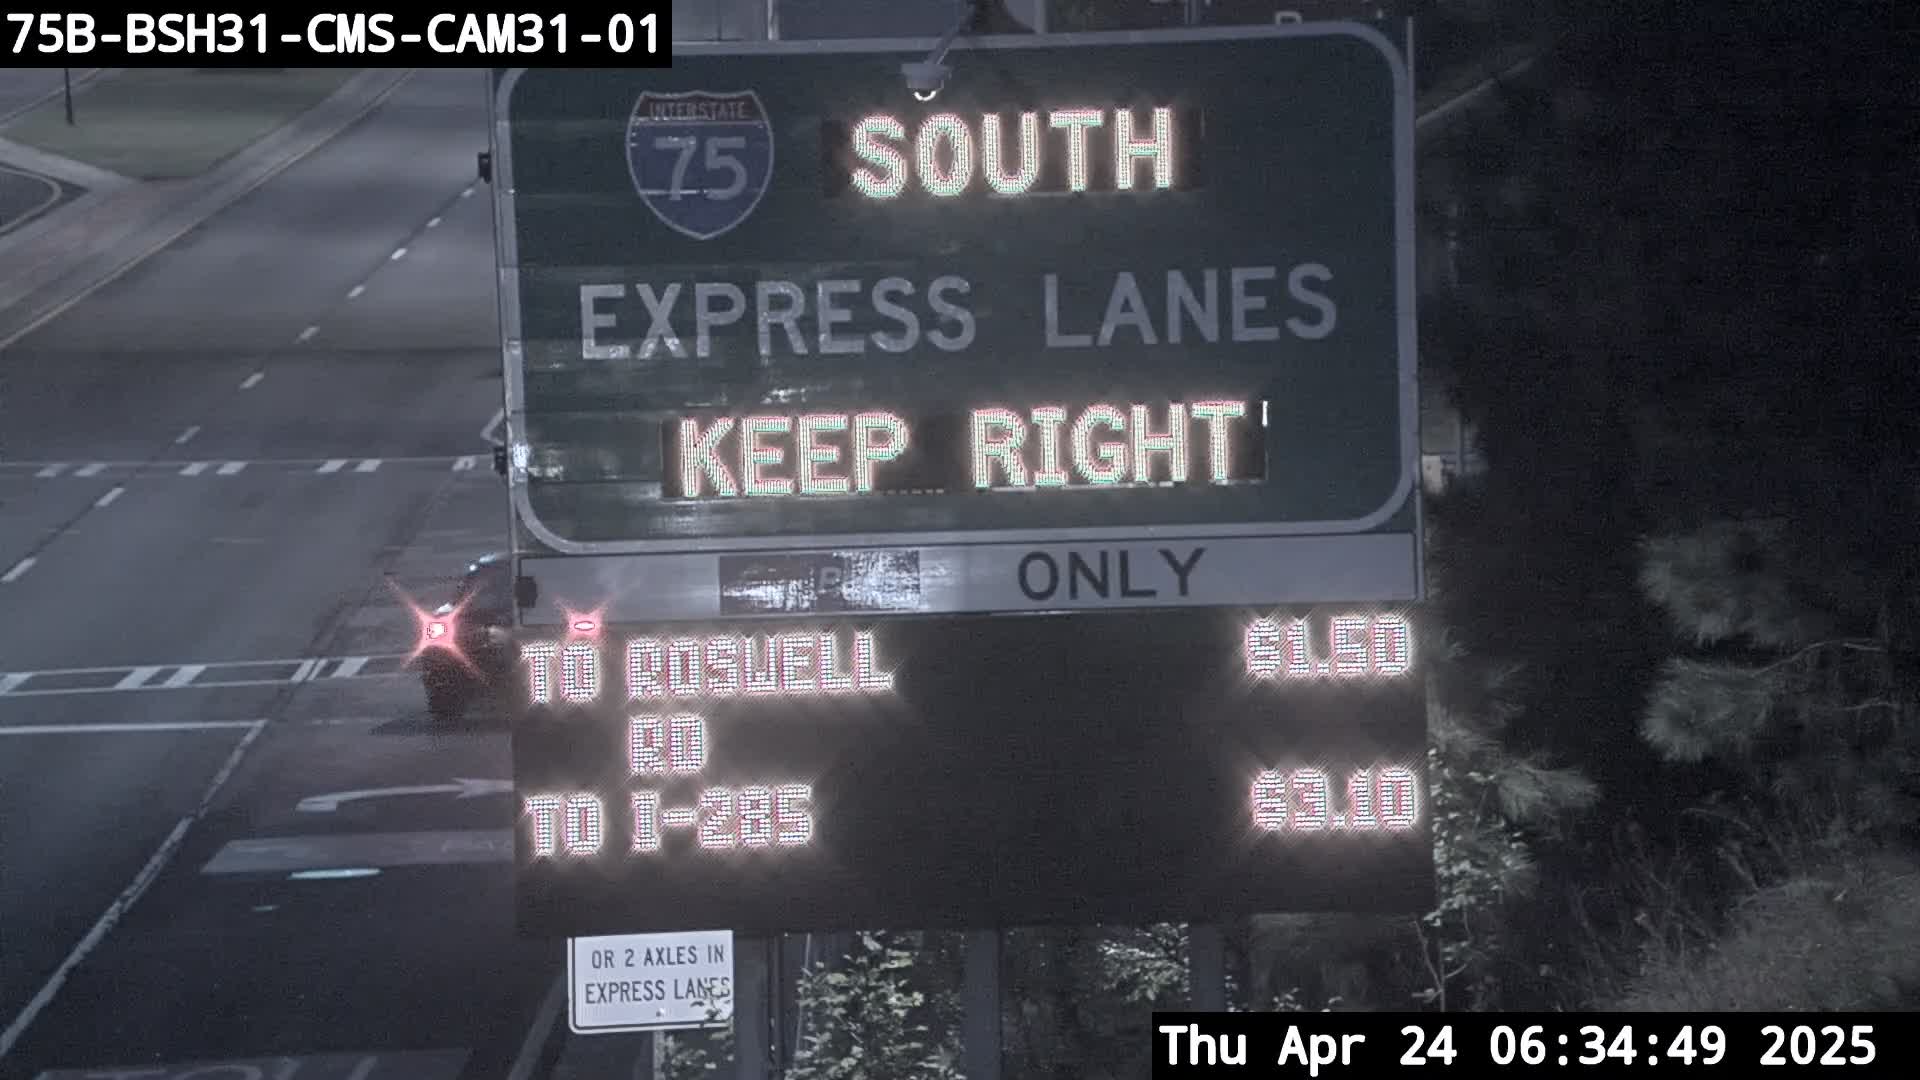 75B-BSH31-CMS-CAM31-01
INTERSTATE
75
SOUTH
EXPRESS LANES
KEEP RIGHT
ONLY
TO ROSWELL $1.50
RD
TO I-285 $3.10
OR 2 AXLES IN
EXPRESS LANES
Thu Apr 24 06:34:49 2025